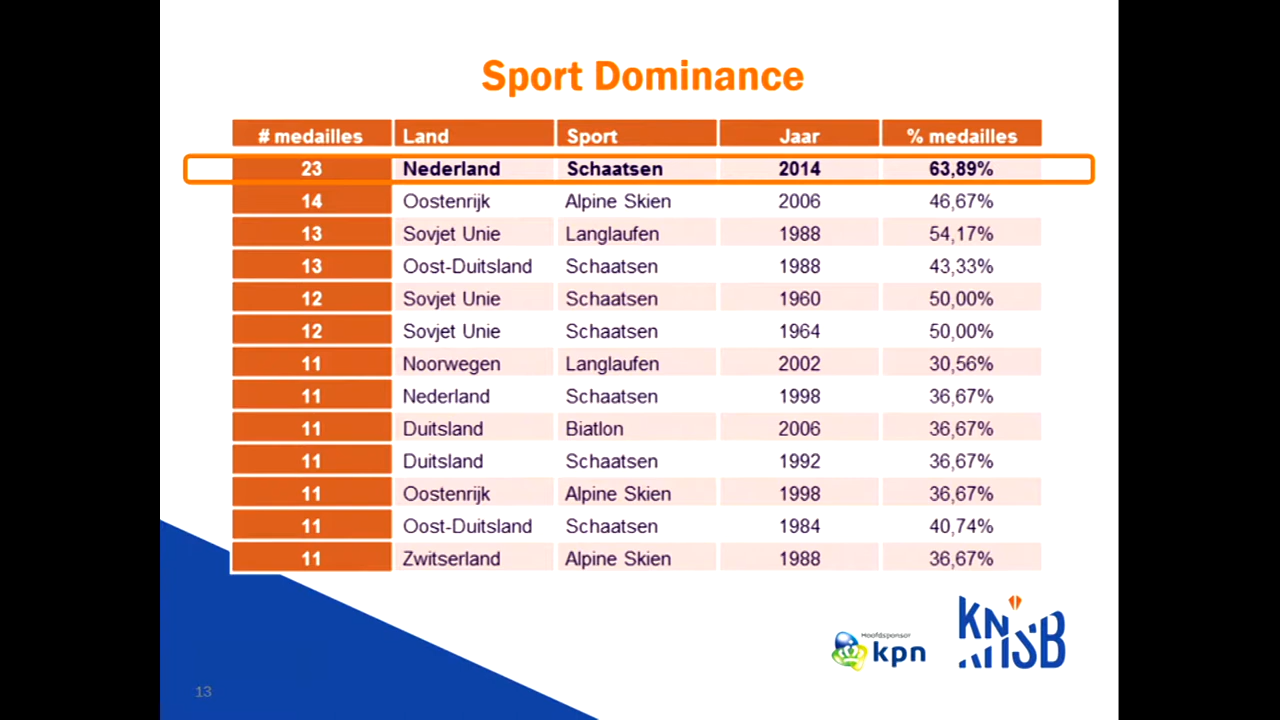 Sport Dominance
# medailles Land Sport Jaar % medailles
23 Nederland Schaatsen 2014 63,89%
14 Oostenrijk Alpine Skien 2006 46,67%
13 Sovjet Unie Langlaufen 1988 54,17%
13 Oost-Duitsland Schaatsen 1988 43,33%
12 Sovjet Unie Schaatsen 1960 50,00%
12 Sovjet Unie Schaatsen 1964 50,00%
11 Noorwegen Langlaufen 2002 30,56%
11 Nederland Schaatsen 1998 36,67%
11 Duitsland Biatlon 2006 36,67%
11 Duitsland Schaatsen 1992 36,67%
11 Oostenrijk Alpine Skien 1998 36,67%
11 Oost-Duitsland Schaatsen 1984 40,74%
11 Zwitserland Alpine Skien 1988 36,67%
Hoofdsponsor
kpn
KNSB
13